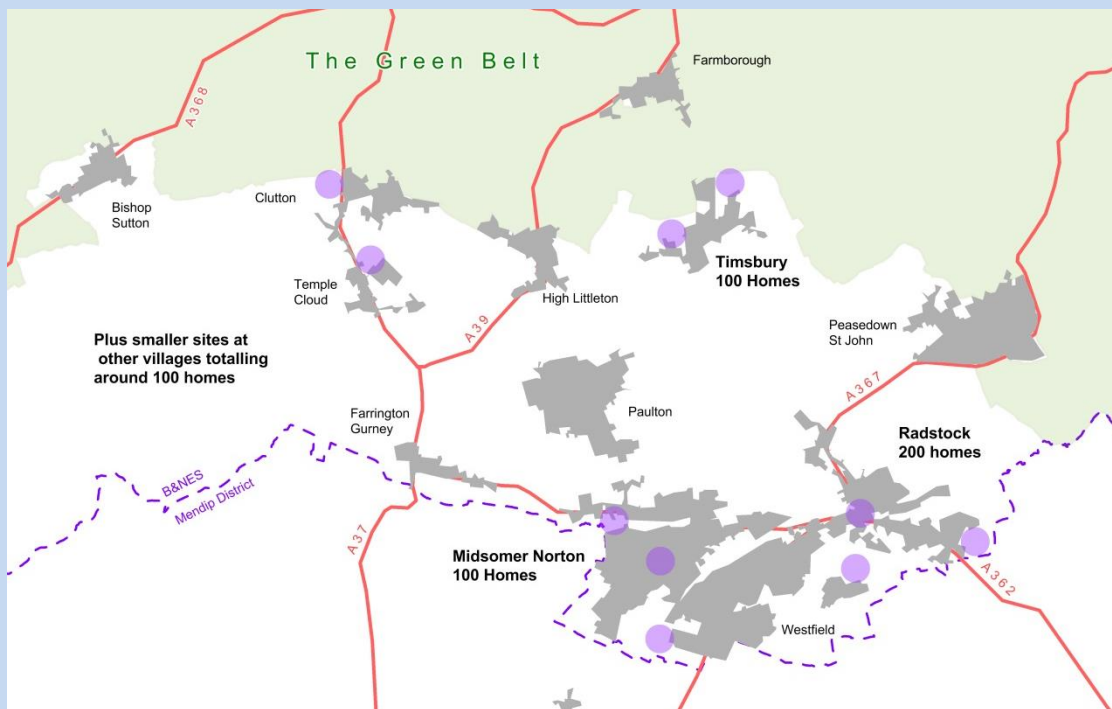 The Green Belt
Farmborough
A368
Bishop
Sutton
Clutton
Temple
Cloud
High Littleton
Timsbury
100 Homes
Plus smaller sites at
other villages totalling
around 100 homes
A39
Peasedown
St John
A367
Farrington
Gurney
Paulton
Radstock
200 homes
B&NES
Mendip District
A37
Midsomer Norton
100 Homes
A362
Westfield